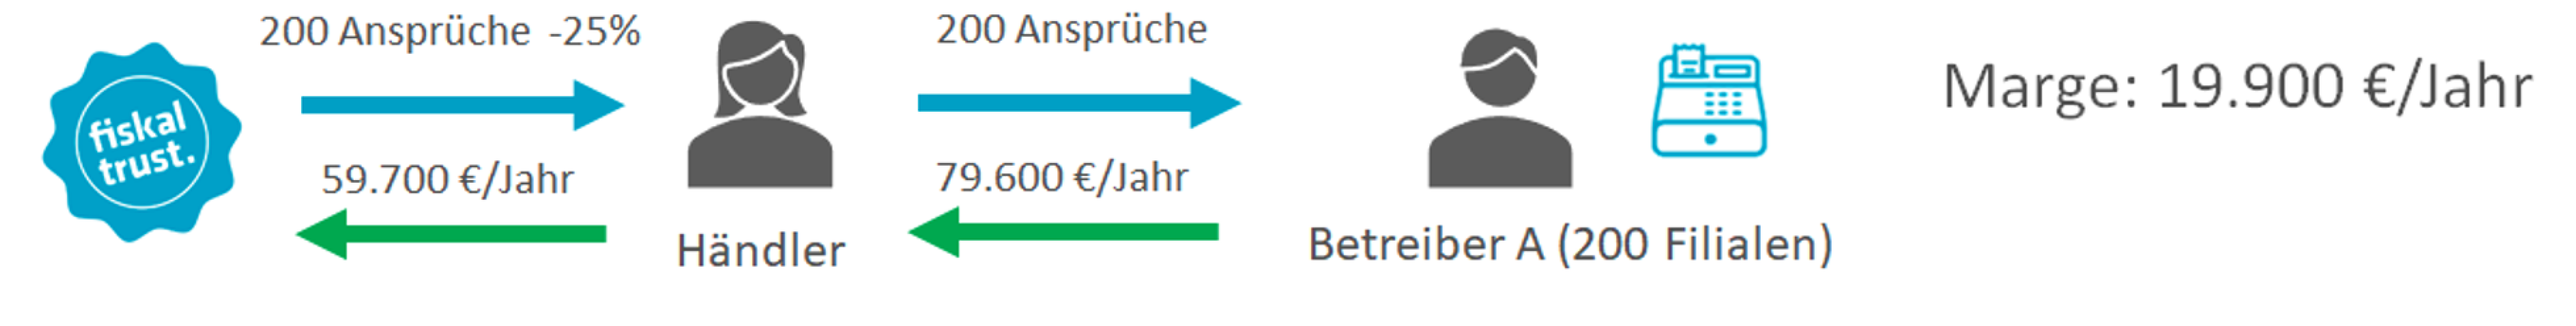 200 Ansprüche -25%
200 Ansprüche
Marge: 19.900 €/Jahr
fiskal
trust.
59.700 €/Jahr
79.600 €/Jahr
Händler
Betreiber A (200 Filialen)